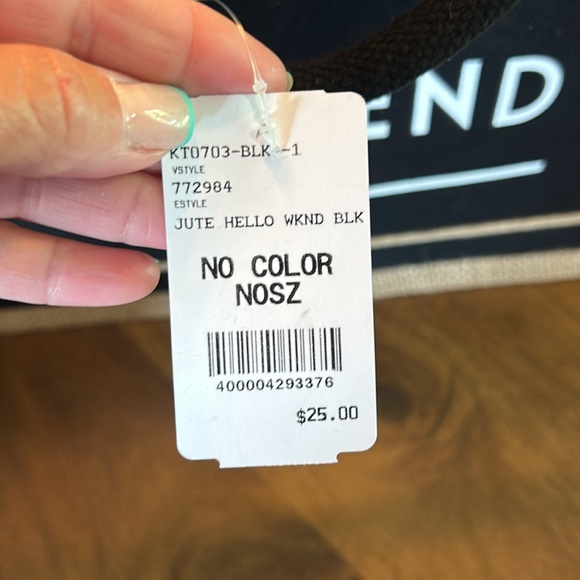 END
KT0703-BLK -1
VSTYLE
772984
ESTYLE
JUTE HELLO WKND BLK
NO COLOR
NOSZ
400004293376
$25.00